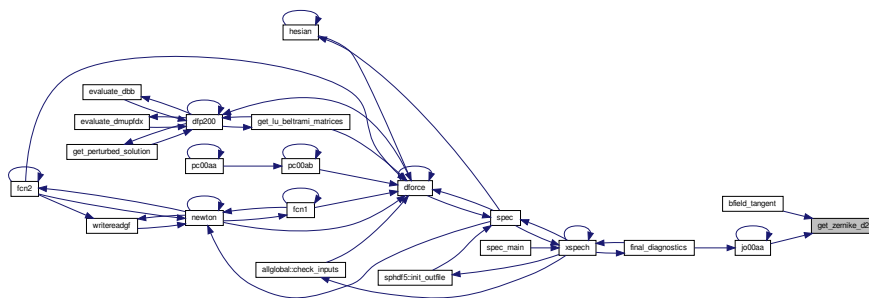 hesian
evaluate_dbb
evaluate_dmupfdx
dfp200
get_lu_beltrami_matrices
get_perturbed_solution
pc00aa
pc00ab
fcn2
dforce
fcn1
newton
writereadgf
spec
bfield_tangent
get_zernike_d2
spec_main
xspech
final_diagnostics
jo00aa
allglobal::check_inputs
sphdf5::init_outfile